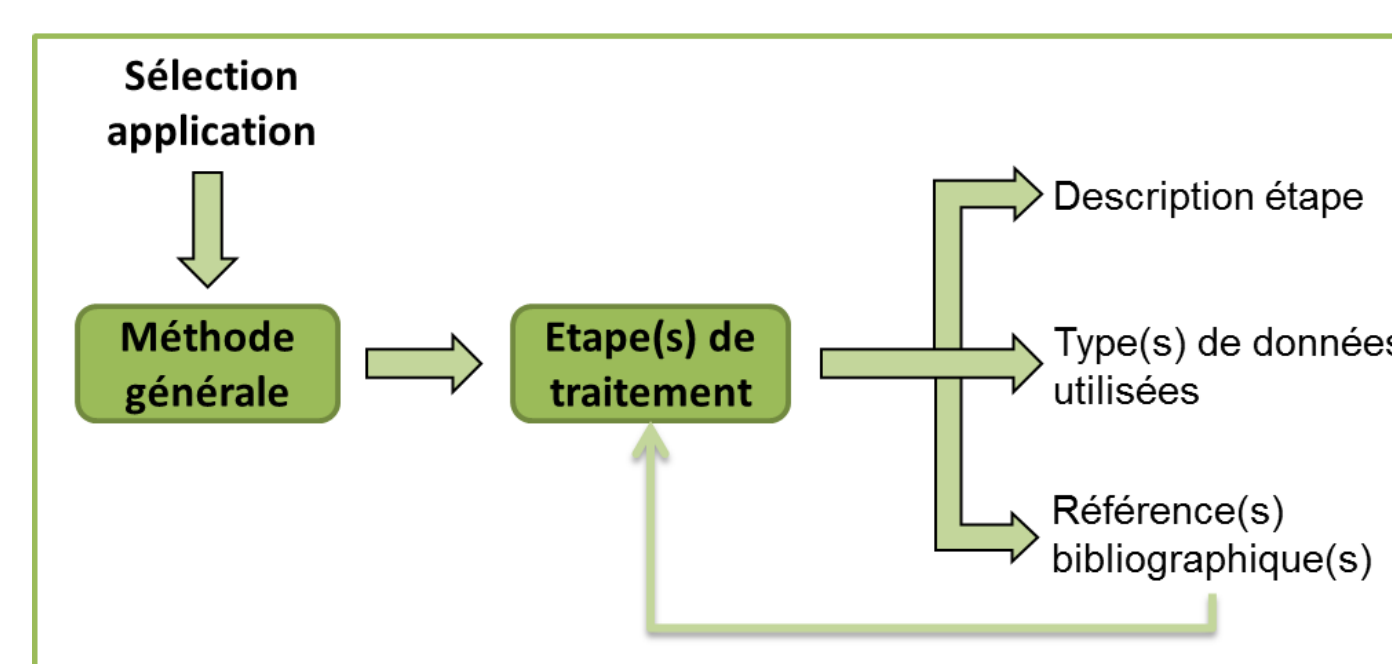 Sélection
application
Méthode
générale
Etape(s) de
traitement
Description étape
Type(s) de données
utilisées
Référence(s)
bibliographique(s)